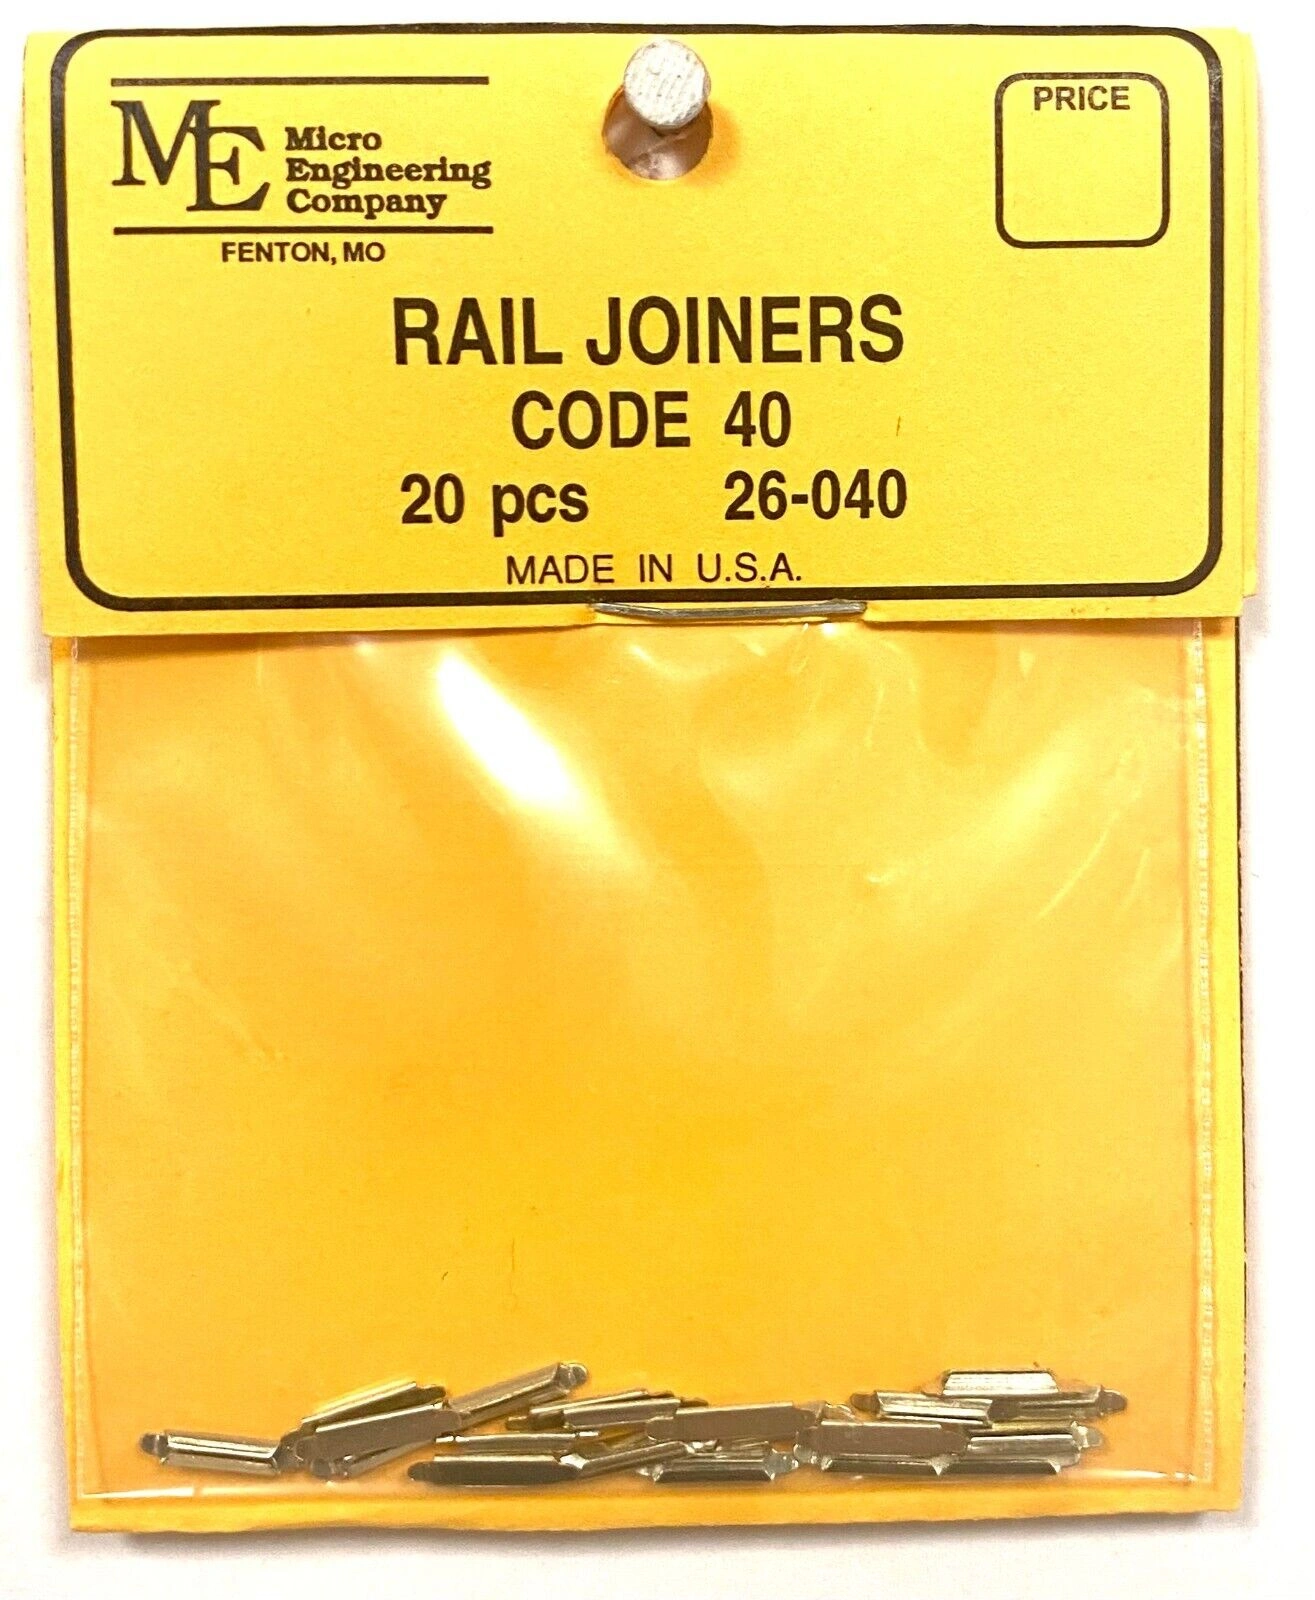 ME Micro
Engineering
Company
FENTON, MO
PRICE
RAIL JOINERS
CODE 40
20 pcs 26-040
MADE IN U.S.A.